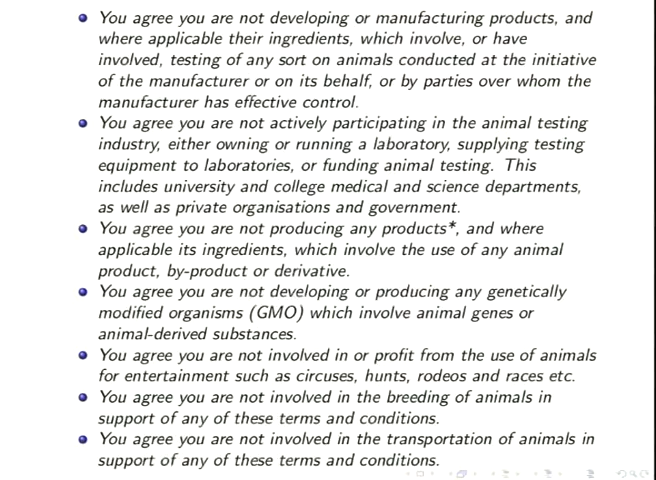 You agree you are not developing or manufacturing products, and
where applicable their ingredients, which involve, or have
involved, testing of any sort on animals conducted at the initiative
of the manufacturer or on its behalf, or by parties over whom the
manufacturer has effective control.
You agree you are not actively participating in the animal testing
industry, either owning or running a laboratory, supplying testing
equipment to laboratories, or funding animal testing. This
includes university and college medical and science departments,
as well as private organisations and government.
You agree you are not producing any products*, and where
applicable its ingredients, which involve the use of any animal
product, by-product or derivative.
You agree you are not developing or producing any genetically
modified organisms (GMO) which involve animal genes or
animal-derived substances.
You agree you are not involved in or profit from the use of animals
for entertainment such as circuses, hunts, rodeos and races etc.
You agree you are not involved in the breeding of animals in
support of any of these terms and conditions.
You agree you are not involved in the transportation of animals in
support of any of these terms and conditions.